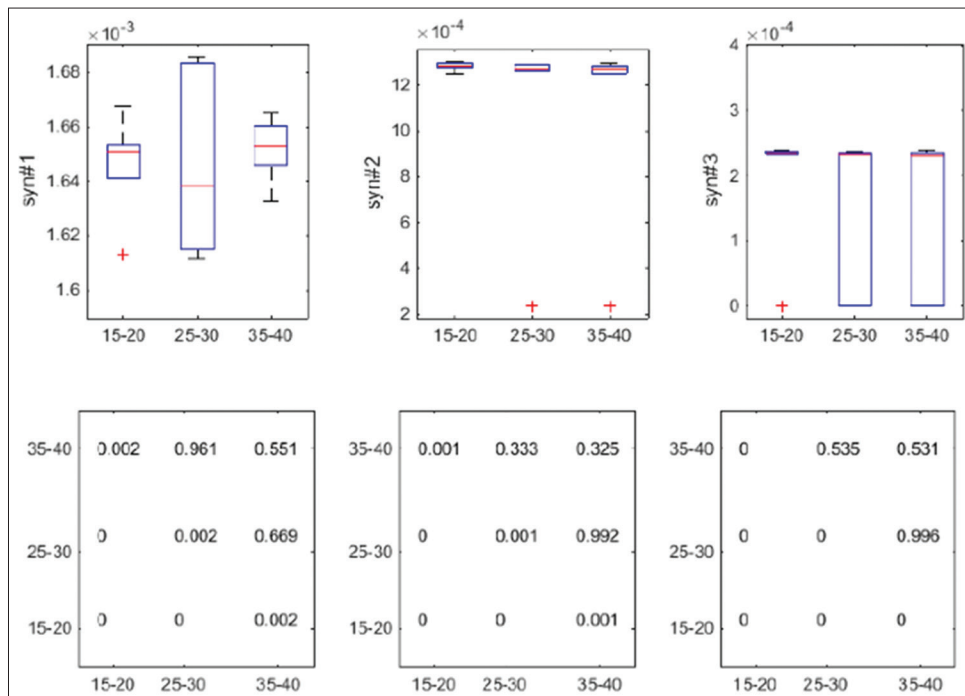 ×10⁻³
1.68
1.66
1.64
1.62
1.6
syn#1
15-20 25-30 35-40
×10⁻⁴
12
10
8
6
4
2
syn#2
15-20 25-30 35-40
×10⁻⁴
4
3
2
1
0
syn#3
15-20 25-30 35-40
35-40 0.002 0.961 0.551
25-30 0 0.002 0.669
15-20 0 0 0.002
15-20 25-30 35-40
35-40 0.001 0.333 0.325
25-30 0 0.001 0.992
15-20 0 0 0.001
15-20 25-30 35-40
35-40 0 0.535 0.531
25-30 0 0 0.996
15-20 0 0 0
15-20 25-30 35-40